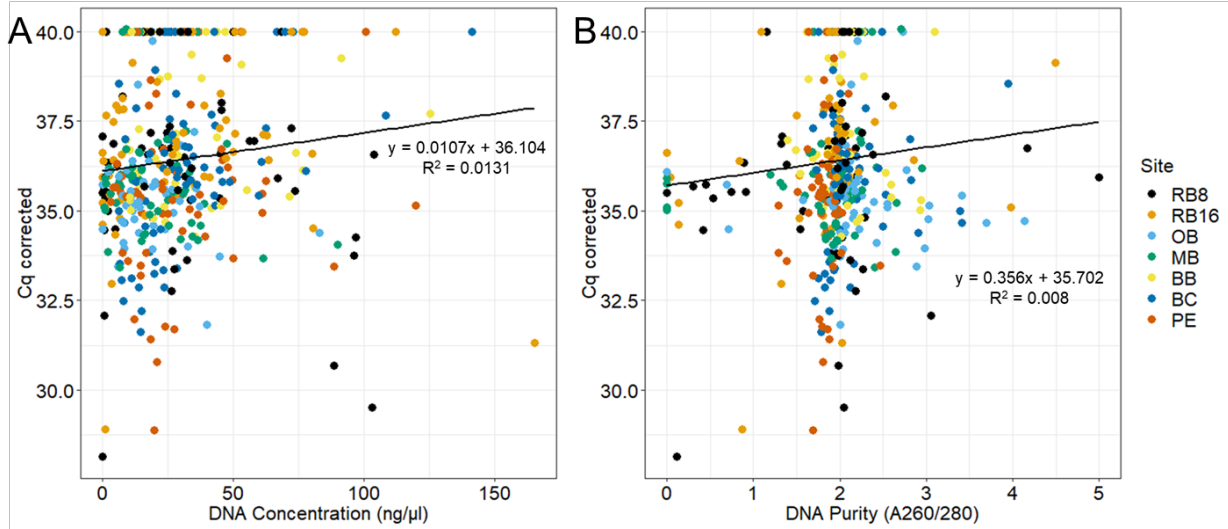 A
40.0
37.5
35.0
32.5
30.0
Cq corrected
y = 0.0107x + 36.104
R² = 0.0131
0
50
100
150
DNA Concentration (ng/µl)
B
40.0
37.5
35.0
32.5
30.0
Cq corrected
y = 0.356x + 35.702
R² = 0.008
0
1
2
3
4
5
DNA Purity (A260/280)
Site
RB8
RB16
OB
MB
BB
BC
PE